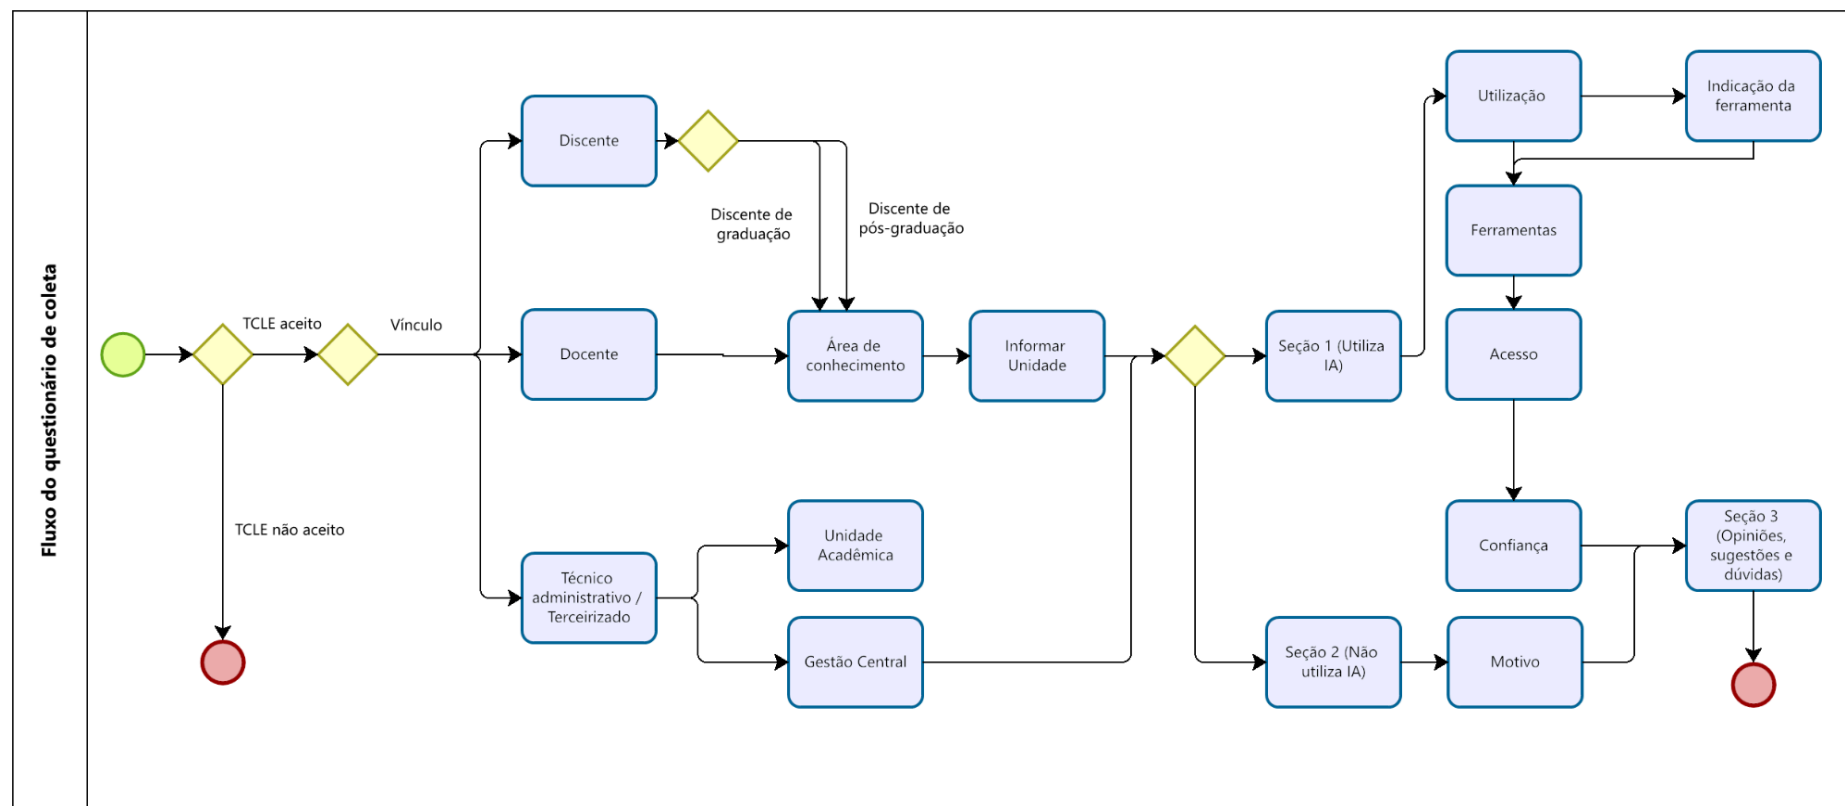 Fluxo do questionário de coleta
TCLE aceito
TCLE não aceito
Vínculo
Discente
Discente de
graduação
Discente de
pós-graduação
Docente
Área de
conhecimento
Informar
Unidade
Técnico
administrativo /
Terceirizado
Unidade
Acadêmica
Gestão Central
Seção 1 (Utiliza
IA)
Utilização
Indicação da
ferramenta
Ferramentas
Acesso
Confiança
Seção 2 (Não
utiliza IA)
Motivo
Seção 3
(Opiniões,
sugestões e
dúvidas)